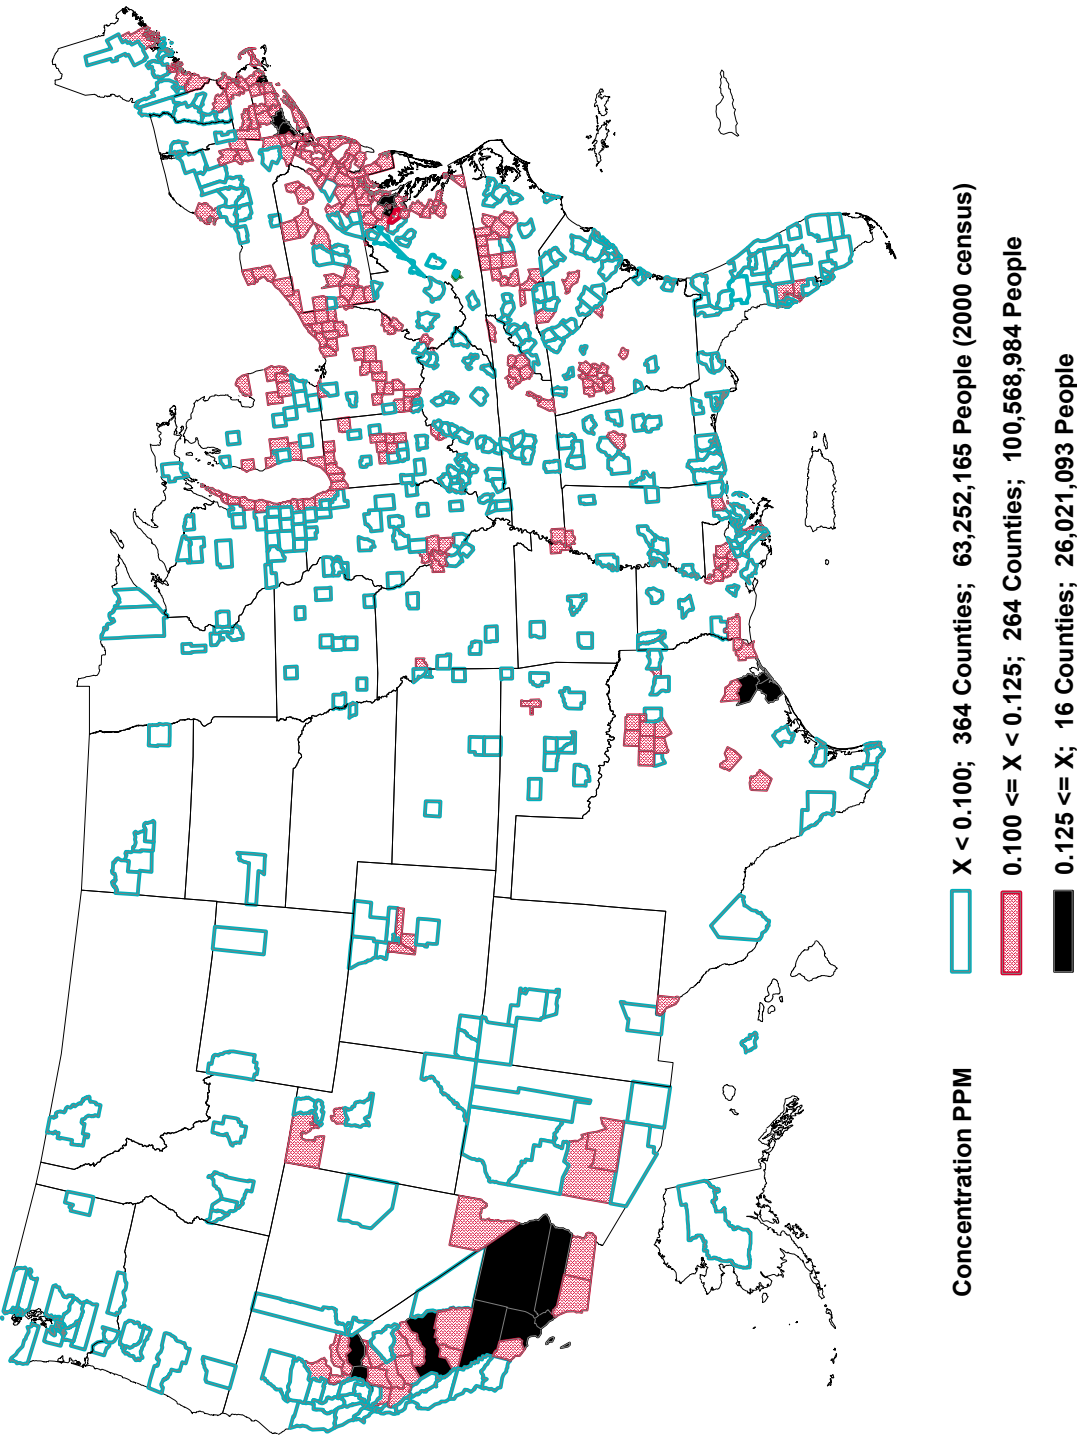 Concentration PPM
X < 0.100;  364 Counties;  63,252,165 People (2000 census)
0.100 <= X < 0.125;  264 Counties;  100,568,984 People
0.125 <= X;  16 Counties;  26,021,093 People